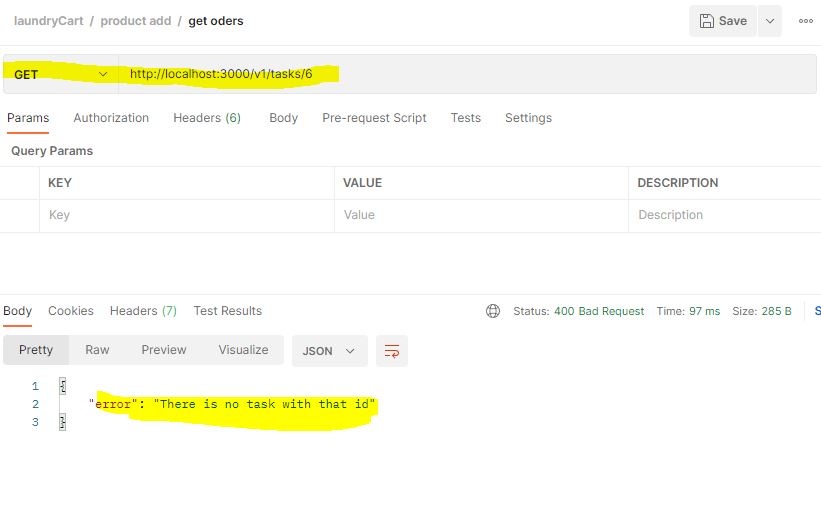 laundryCart / product add / get oders
Save
GET http://localhost:3000/v1/tasks/6
Params Authorization Headers (6) Body Pre-request Script Tests Settings
Query Params
KEY VALUE DESCRIPTION
Key Value Description
Body Cookies Headers (7) Test Results Status: 400 Bad Request Time: 97 ms Size: 285 B S
Pretty Raw Preview Visualize JSON
1 {
2 "error": "There is no task with that id"
3 }